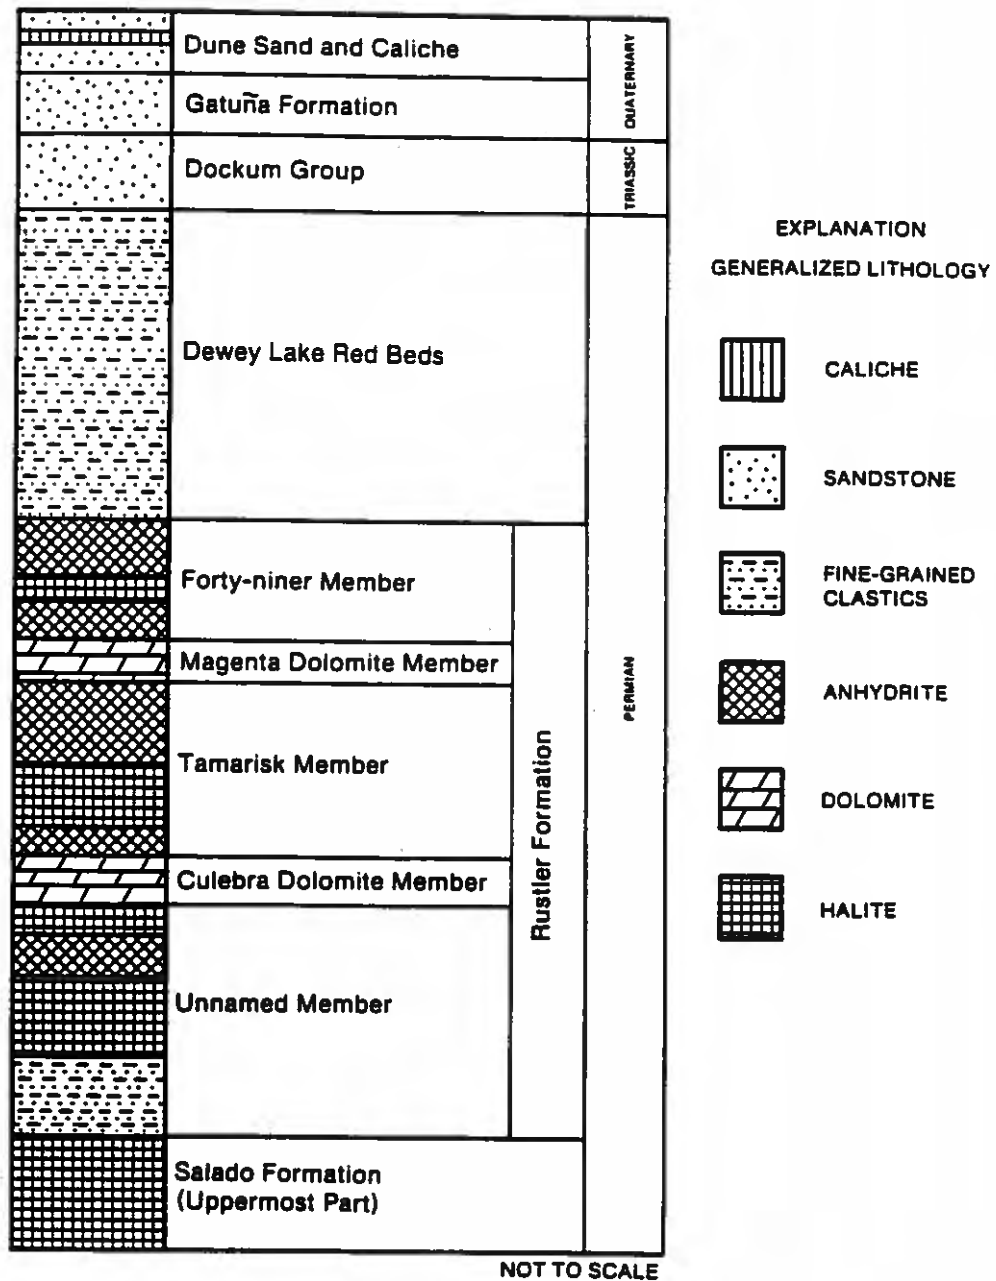 Dune Sand and Caliche
Gatuña Formation
QUATERNARY
Dockum Group
TRIASSIC
Dewey Lake Red Beds
Forty-niner Member
Magenta Dolomite Member
Tamarisk Member
Culebra Dolomite Member
Unnamed Member
Rustler Formation
PERMIAN
Salado Formation
(Uppermost Part)
NOT TO SCALE
EXPLANATION
GENERALIZED LITHOLOGY
CALICHE
SANDSTONE
FINE-GRAINED
CLASTICS
ANHYDRITE
DOLOMITE
HALITE